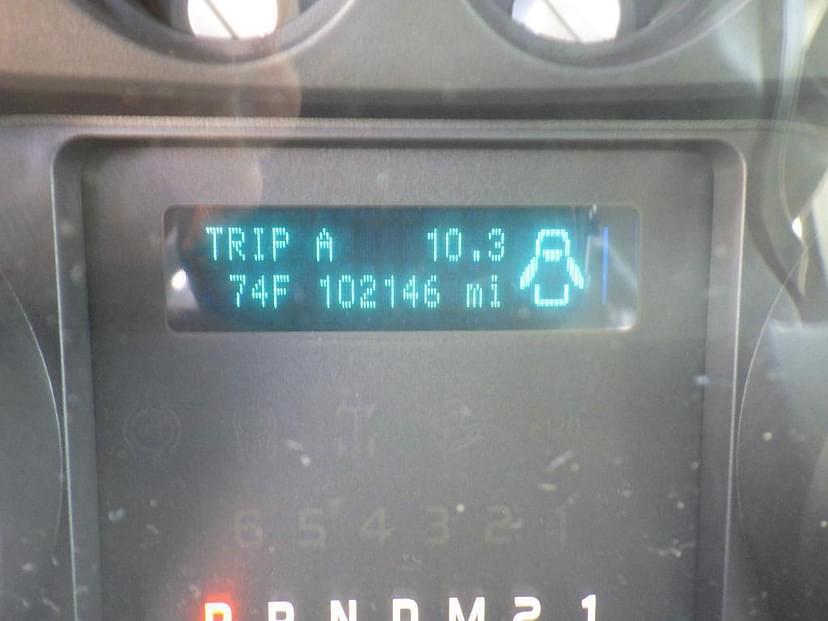 TRIP A 10.3
74F 102146 mi
6 5 4 3 2 1
P R N D M 2 1